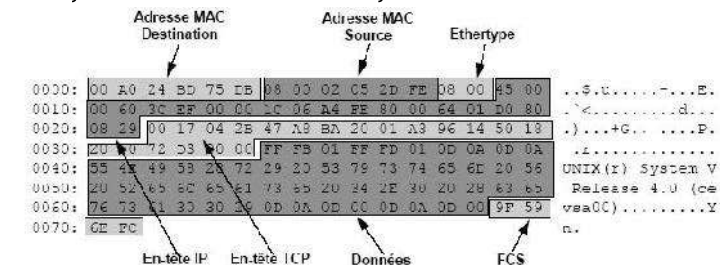 Adresse MAC Destination
Adresse MAC Source
Ethertype
0000: 00 A0 24 BD 75 DB 08 00 02 05 2D FE 08 00 45 00 ..$.u.....-...E.
0010: 00 60 3C EF 00 00 1C 06 A4 FE 80 00 64 01 D0 80 .`<.........d...
0020: 08 29 00 17 04 2B 47 A8 BA 20 01 A3 96 14 50 18 .)...+G.. ....P.
0030: 20 00 72 D3 00 00 FF FB 01 FF FD 01 0D 0A 0D 0A
0040: 55 4E 49 58 28 72 29 20 53 79 73 74 65 6D 20 56 UNIX(r) System V
0050: 20 52 65 6C 65 61 73 65 20 34 2E 30 20 28 63 65 Release 4.0 (ce
0060: 76 73 61 30 30 29 0D 0A 0D 00 0D 0A 0D 00 9F 59 vsa00).........Y
0070: 6E FC n.
En-tête IP En-tête TCP Données FCS